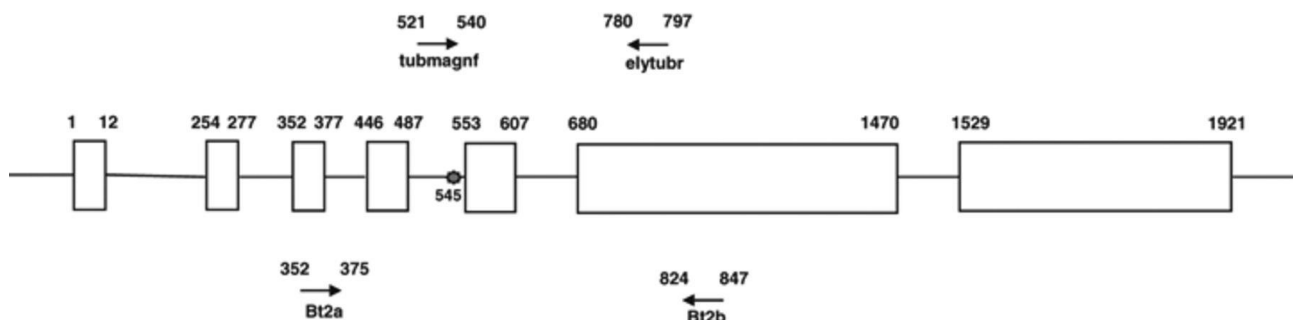 521 540 780 797
tubmagnf elytubr
1 12 254 277 352 377 446 487 553 607 680 1470 1529 1921
545
352 375 824 847
Bt2a Bt2b